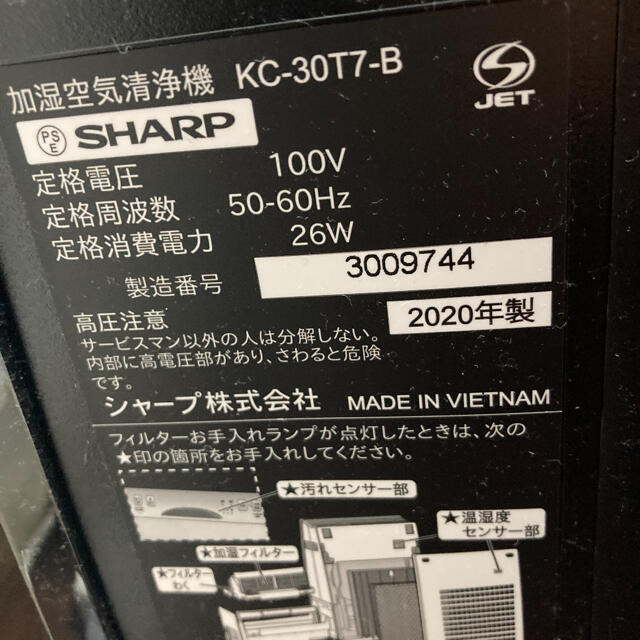 加湿空気清浄機 KC-30T7-B
PS E SHARP
JET
定格電圧 100V
定格周波数 50-60Hz
定格消費電力 26W
製造番号 3009744
高圧注意 2020年製
サービスマン以外の人は分解しない。
内部に高電圧部があり、さわると危険
です。
シャープ株式会社 MADE IN VIETNAM
フィルターお手入れランプが点灯したときは、次の
★印の箇所をお手入れしてください。
★汚れセンサー部
★温湿度
センサー部
★加湿フィルター
★フィルター
わく